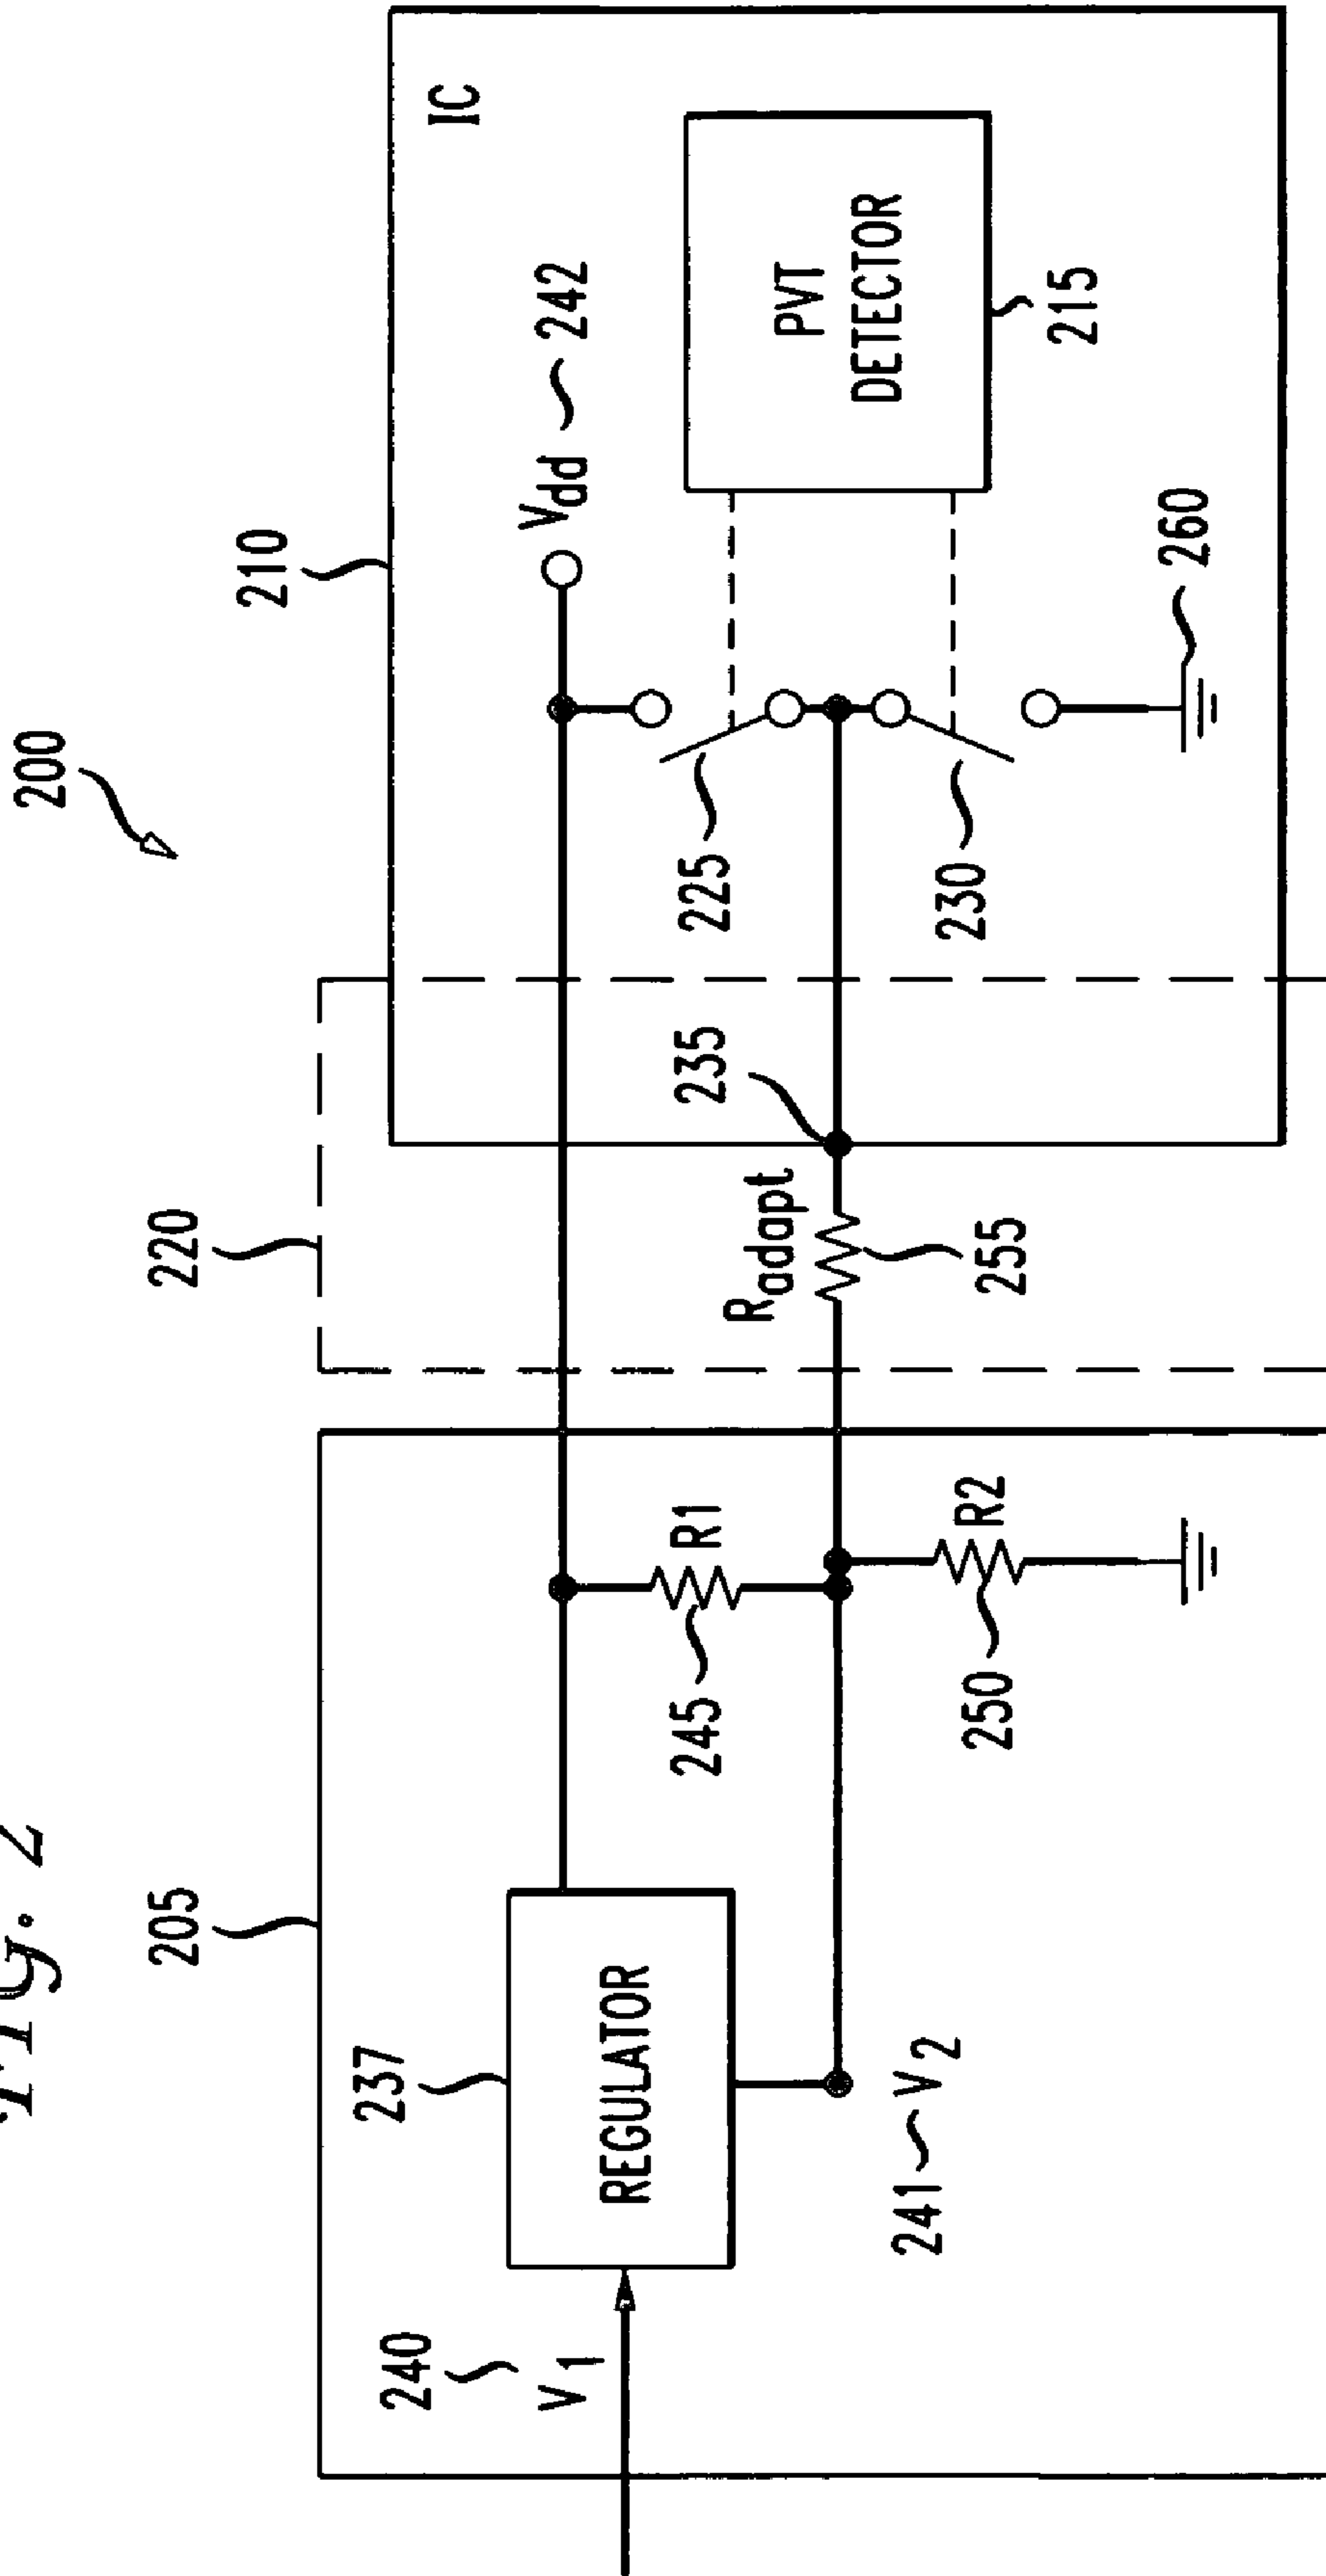 FIG. 2
200
205
220
210
237
REGULATOR
240
V1
241
V2
245
R1
250
R2
Radapt
255
235
225
230
Vdd
242
IC
PVT
DETECTOR
215
260